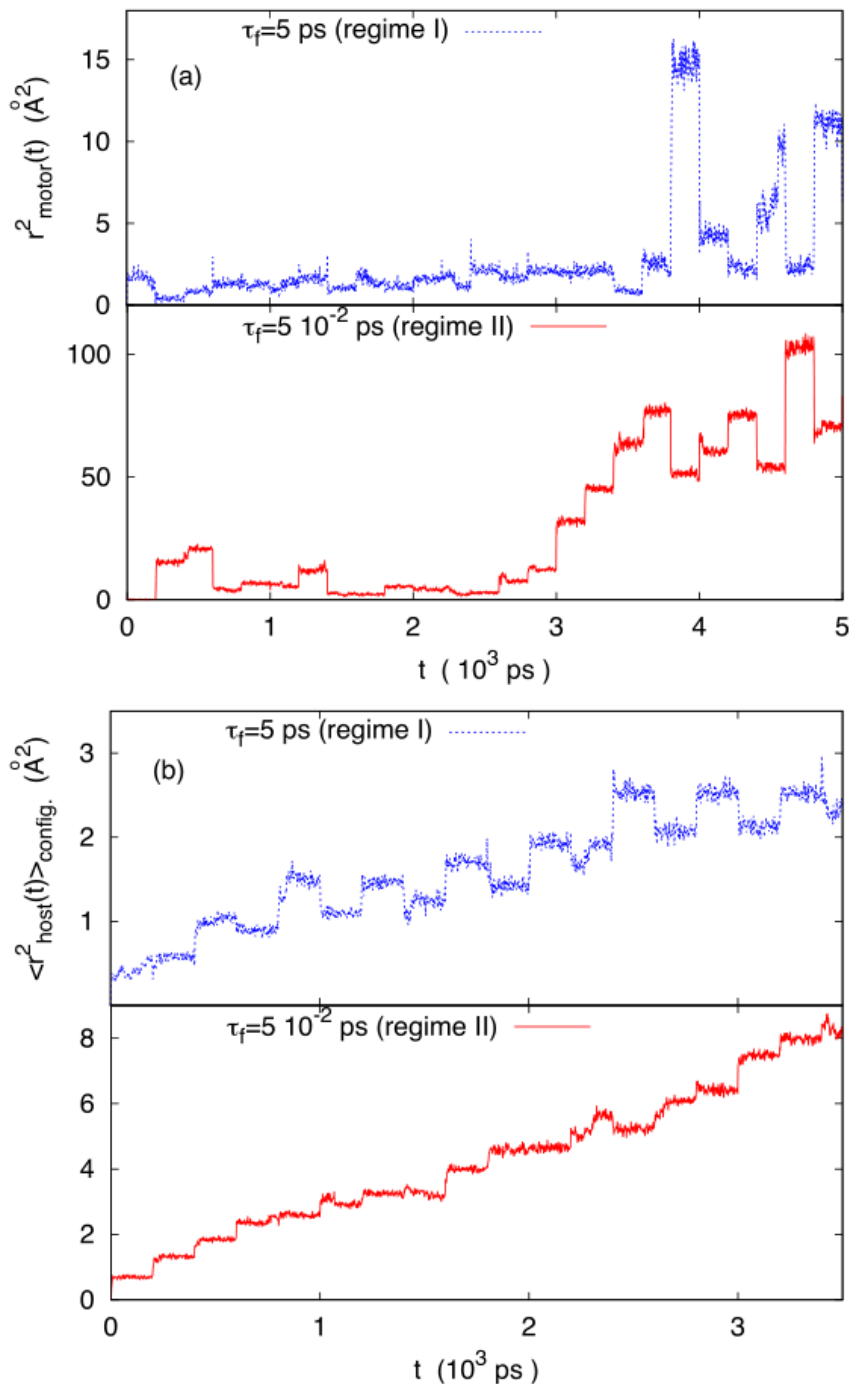 τf=5 ps (regime I)
(a)
r²motor(t) (Å²)
15
10
5
0
τf=5 10⁻² ps (regime II)
100
50
0
0 1 2 3 4 5
t ( 10³ ps)
τf=5 ps (regime I)
(b)
<r²host(t)>config. (Å²)
3
2
1
τf=5 10⁻² ps (regime II)
8
6
4
2
0
0 1 2 3
t (10³ ps)